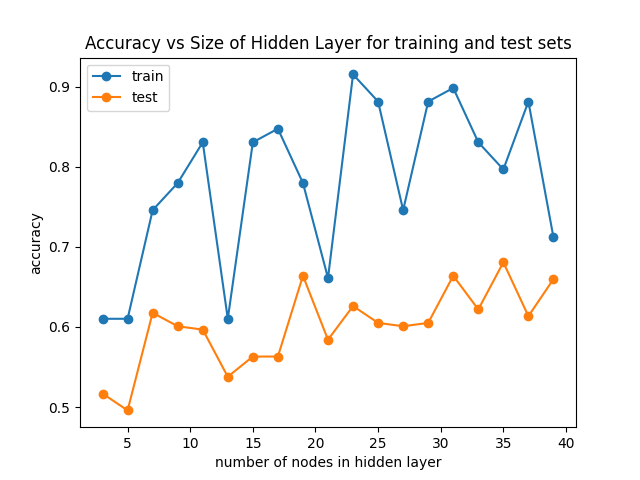 Accuracy vs Size of Hidden Layer for training and test sets
train
test
0.9
0.8
0.7
0.6
0.5
accuracy
5 10 15 20 25 30 35 40
number of nodes in hidden layer